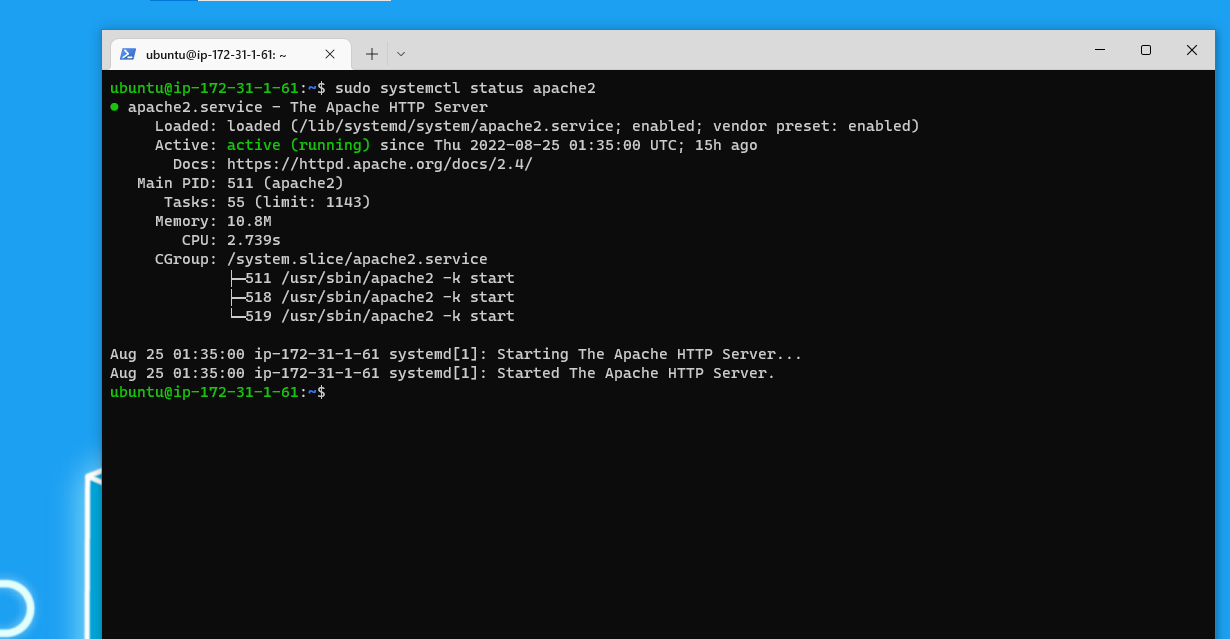 ubuntu@ip-172-31-1-61: ~
ubuntu@ip-172-31-1-61:~$ sudo systemctl status apache2
● apache2.service - The Apache HTTP Server
Loaded: loaded (/lib/systemd/system/apache2.service; enabled; vendor preset: enabled)
Active: active (running) since Thu 2022-08-25 01:35:00 UTC; 15h ago
Docs: https://httpd.apache.org/docs/2.4/
Main PID: 511 (apache2)
Tasks: 55 (limit: 1143)
Memory: 10.8M
CPU: 2.739s
CGroup: /system.slice/apache2.service
├─511 /usr/sbin/apache2 -k start
├─518 /usr/sbin/apache2 -k start
└─519 /usr/sbin/apache2 -k start
Aug 25 01:35:00 ip-172-31-1-61 systemd[1]: Starting The Apache HTTP Server...
Aug 25 01:35:00 ip-172-31-1-61 systemd[1]: Started The Apache HTTP Server.
ubuntu@ip-172-31-1-61:~$